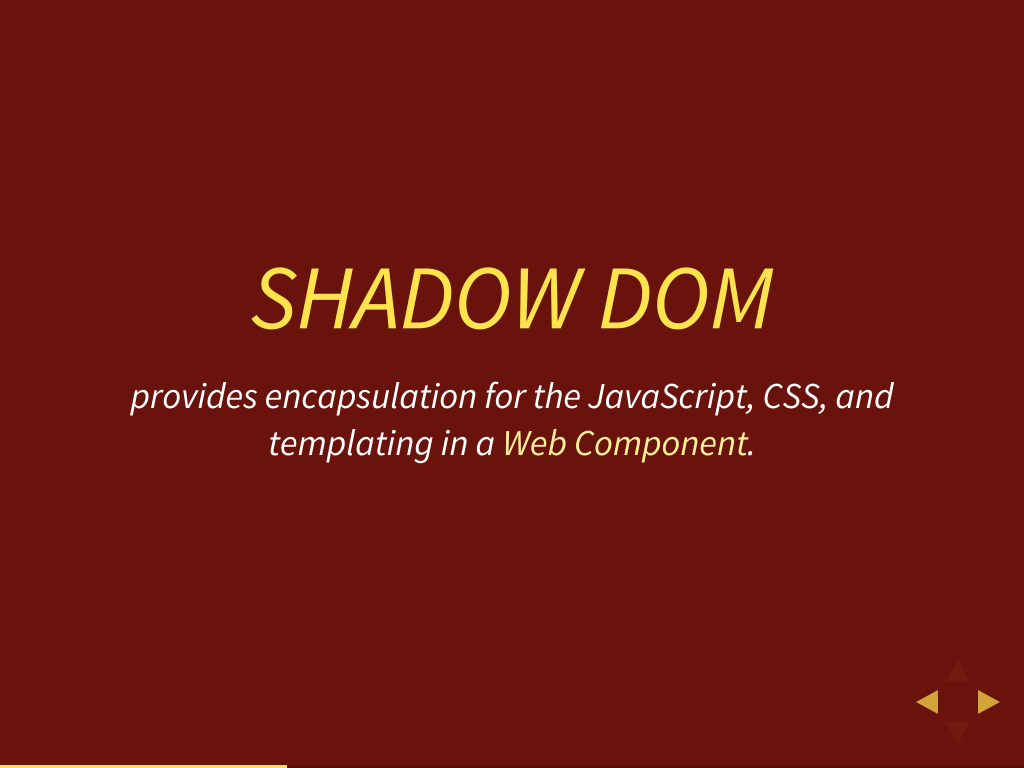 SHADOW DOM
provides encapsulation for the JavaScript, CSS, and
templating in a Web Component.